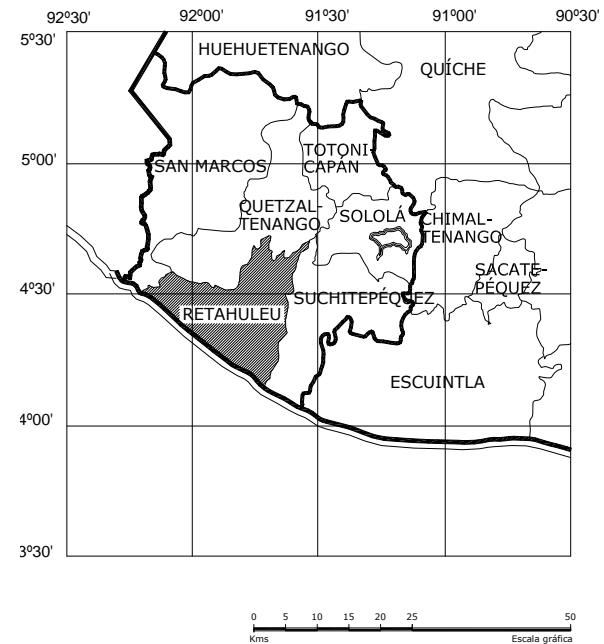 92º30' 92º00' 91º30' 91º00' 90º30'
5º30'
HUEHUETENANGO
QUÍCHE
5º00'
TOTONI-
CAPÁN
SAN MARCOS
QUETZAL-
TENANGO
SOLOLÁ
CHIMAL-
TENANGO
SACATE-
PÉQUEZ
4º30'
SUCHITEPÉQUEZ
RETAHULEU
ESCUINTLA
4º00'
3º30'
0 5 10 15 20 25 50
Kms Escala gráfica